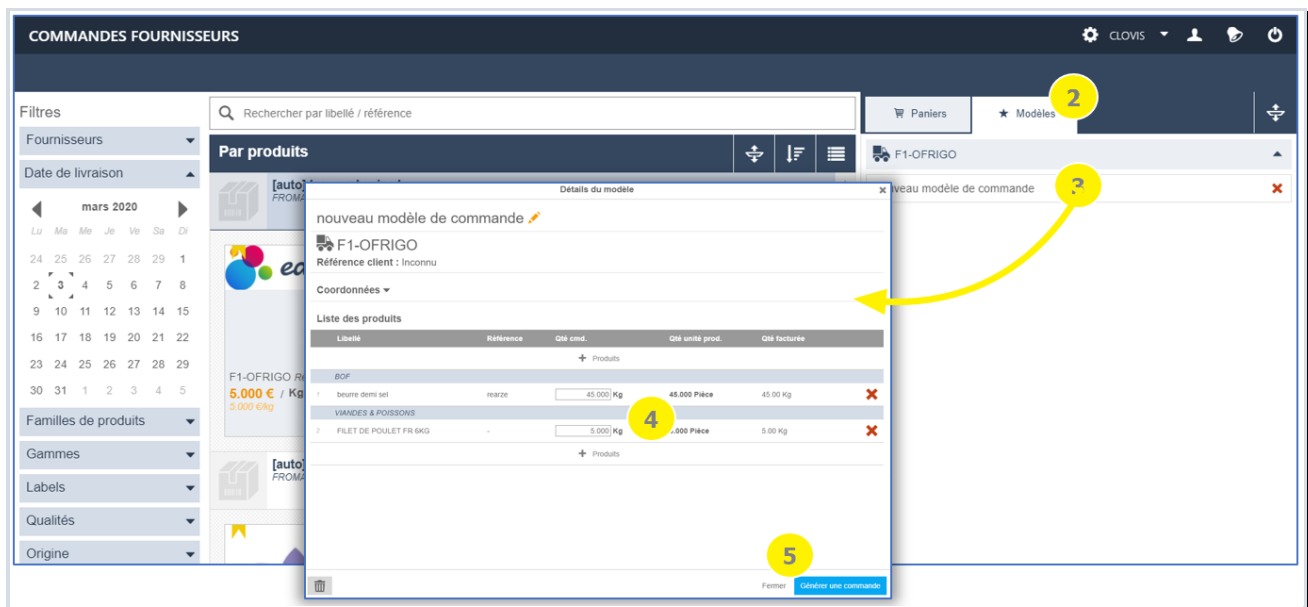 COMMANDES FOURNISSEURS
CLOVIS
Filtres
Rechercher par libellé / référence
2
Paniers
Modèles
Fournisseurs
Par produits
F1-OFRIGO
Date de livraison
[auto]
FROMA
Détails du modèle
veau modèle de commande
3
mars 2020
nouveau modèle de commande
Lu Ma Me Je Ve Sa Di
F1-OFRIGO
24 25 26 27 28 29 1
Référence client : Inconnu
2 3 4 5 6 7 8
Coordonnées
9 10 11 12 13 14 15
Liste des produits
16 17 18 19 20 21 22
Libellé Référence Qté cmd. Qté unité prod. Qté facturée
+ Produits
23 24 25 26 27 28 29
F1-OFRIGO
BOF
30 31 1 2 3 4 5
5.000 € / Kg
5.000 €/kg
1 beurre demi sel rearze 45.000 Kg 45.000 Pièce 45.00 Kg
Familles de produits
VIANDES & POISSONS
4
2 FILET DE POULET FR 6KG - 5.000 Kg .000 Pièce 5.00 Kg
Gammes
+ Produits
[auto]
FROMA
Labels
Qualités
Origine
5
Fermer
Générer une commande